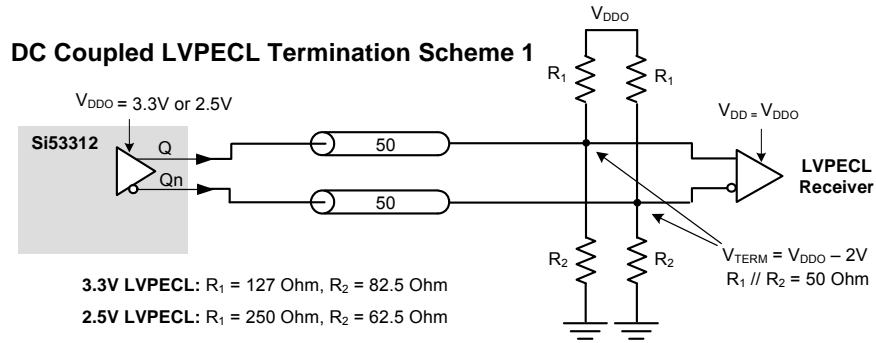 DC Coupled LVPECL Termination Scheme 1
VDDO
R1
R1
VDDO = 3.3V or 2.5V
VDD = VDDO
Si53312
Q
50
Qn
50
LVPECL
Receiver
R2
R2
VTERM = VDDO – 2V
R1 // R2 = 50 Ohm
3.3V LVPECL: R1 = 127 Ohm, R2 = 82.5 Ohm
2.5V LVPECL: R1 = 250 Ohm, R2 = 62.5 Ohm